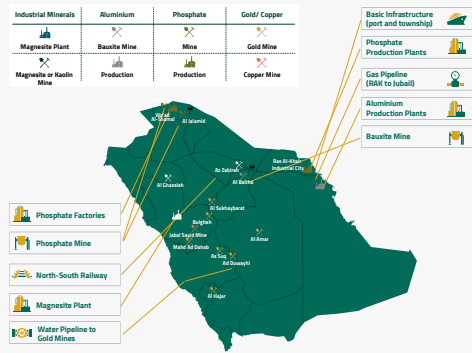 Industrial Minerals
Aluminium
Phosphate
Gold/ Copper
Magnesite Plant
Bauxite Mine
Mine
Gold Mine
Magnesite or Kaolin
Mine
Production
Production
Copper Mine
Basic Infrastructure
(port and township)
Phosphate
Production Plants
Gas Pipeline
(RAK to Jubail)
Aluminium
Production Plants
Bauxite Mine
Wa'ad
Al-Shamal
Al Jalamid
Az Zabirah
Ras Al-Khair
Industrial City
Al Ghazalah
Al Baitha
Al Sukhaybarat
Bulghah
Jabal Sayid Mine
Mahd Ad Dahab
Al Amar
As Suq
Ad Duwayhi
Al Hajar
Phosphate Factories
Phosphate Mine
North-South Railway
Magnesite Plant
Water Pipeline to
Gold Mines